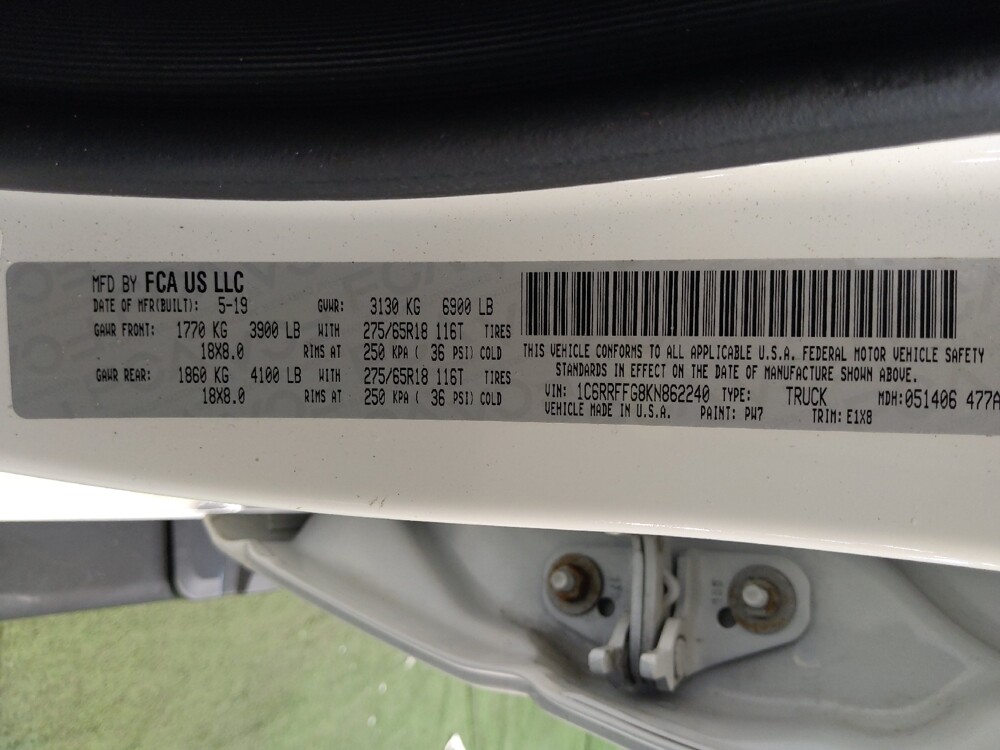 MFD BY FCA US LLC
DATE OF MFR(BUILT): 5-19 GVWR: 3130 KG 6900 LB
GAWR FRONT: 1770 KG 3900 LB WITH 275/65R18 116T TIRES
18X8.0 RIMS AT 250 KPA ( 36 PSI) COLD
GAWR REAR: 1860 KG 4100 LB WITH 275/65R18 116T TIRES
18X8.0 RIMS AT 250 KPA ( 36 PSI) COLD
THIS VEHICLE CONFORMS TO ALL APPLICABLE U.S.A. FEDERAL MOTOR VEHICLE SAFETY
STANDARDS IN EFFECT ON THE DATE OF MANUFACTURE SHOWN ABOVE.
VIN: 1C6RRFFG8KN862240 TYPE: TRUCK MDH: 051406 477A
VEHICLE MADE IN U.S.A. PAINT: PW7 TRIM: E1X8